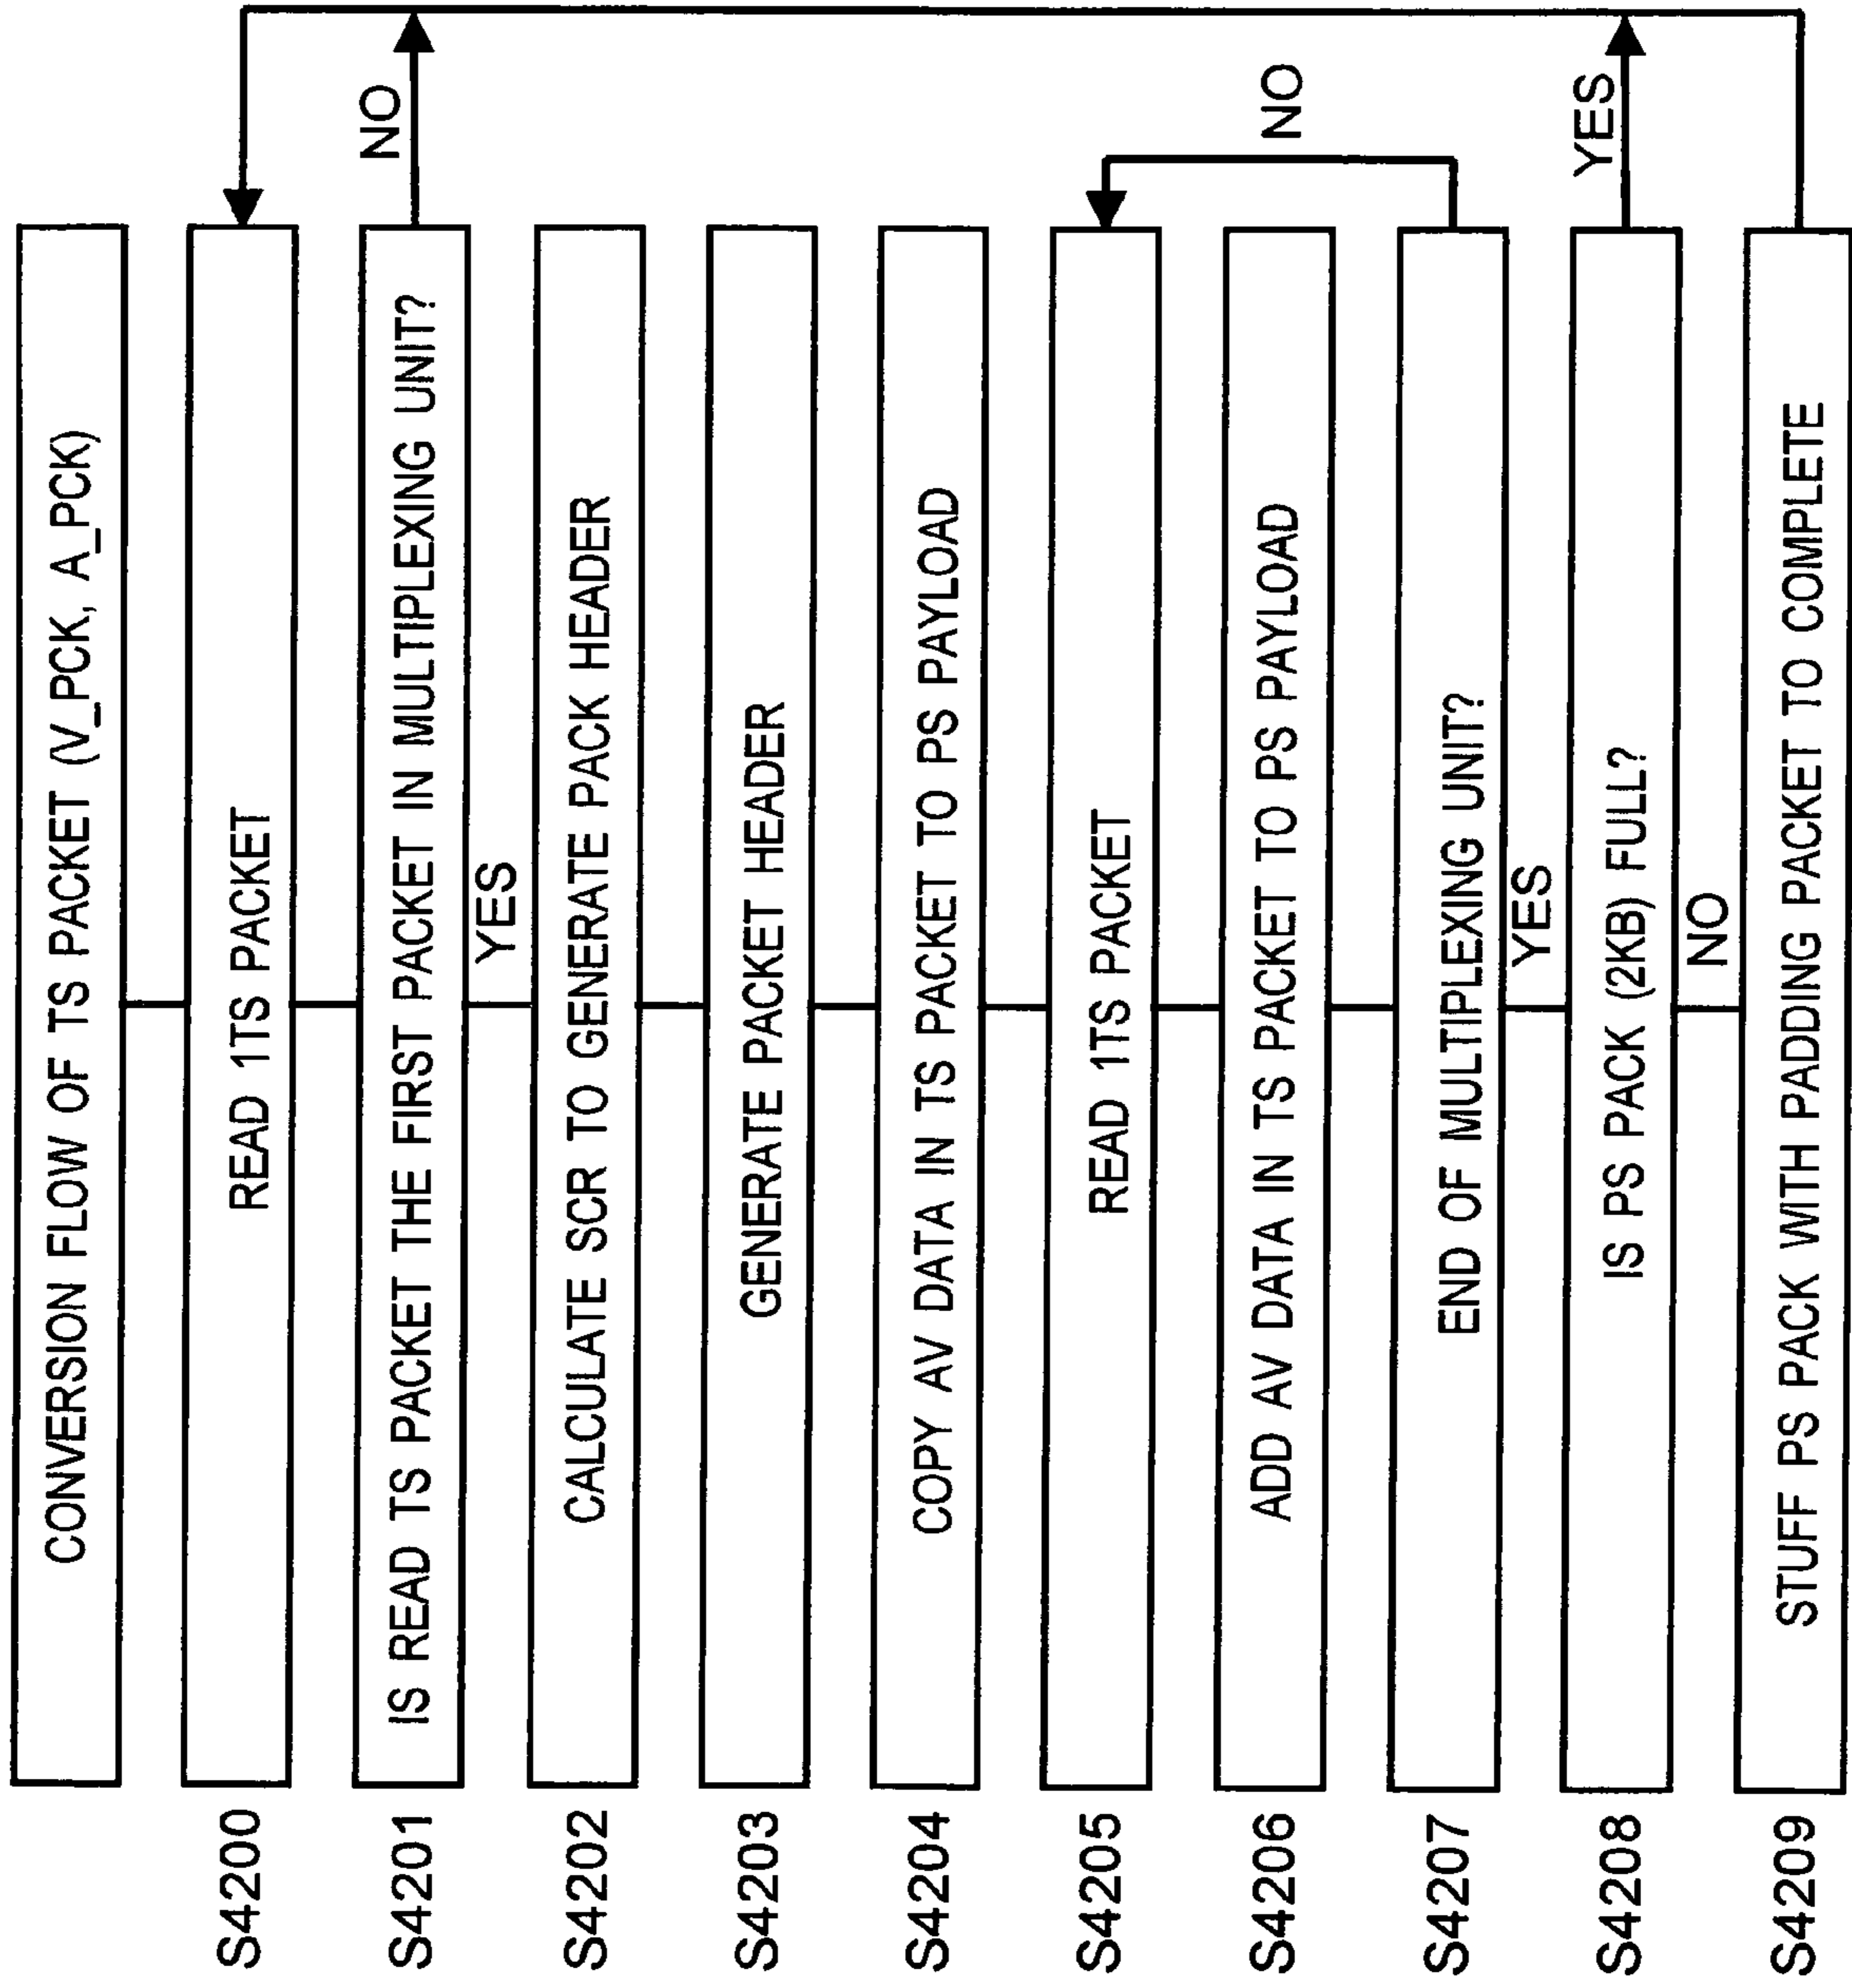 CONVERSION FLOW OF TS PACKET (V_PCK, A_PCK)
S4200
READ 1TS PACKET
S4201
IS READ TS PACKET THE FIRST PACKET IN MULTIPLEXING UNIT?
NO
YES
S4202
CALCULATE SCR TO GENERATE PACK HEADER
S4203
GENERATE PACKET HEADER
S4204
COPY AV DATA IN TS PACKET TO PS PAYLOAD
S4205
READ 1TS PACKET
S4206
ADD AV DATA IN TS PACKET TO PS PAYLOAD
NO
S4207
END OF MULTIPLEXING UNIT?
YES
S4208
IS PS PACK (2KB) FULL?
YES
NO
S4209
STUFF PS PACK WITH PADDING PACKET TO COMPLETE